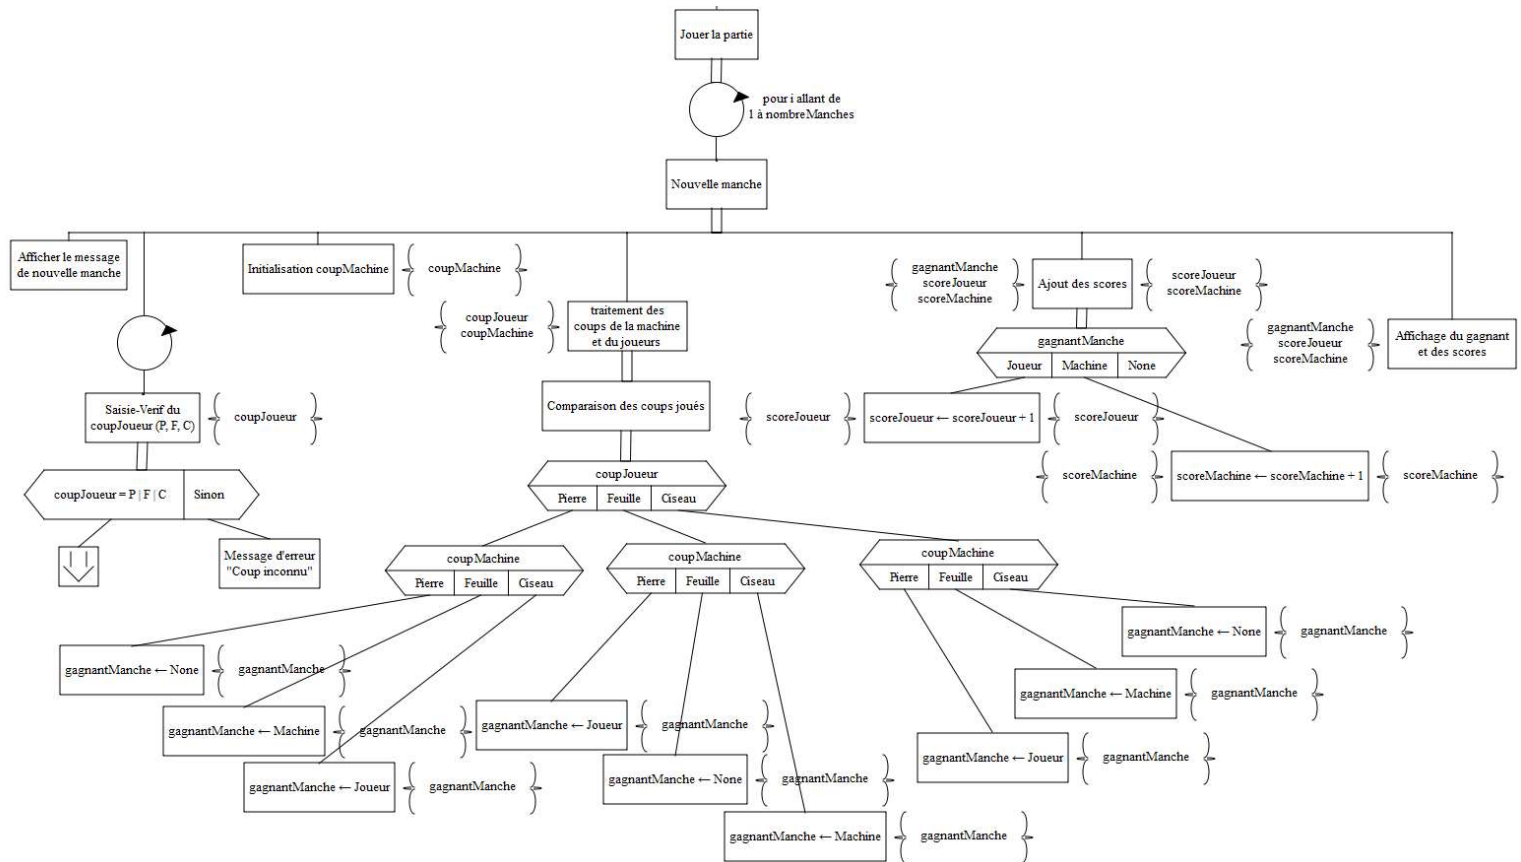 Jouer la partie
pour i allant de
1 à nombreManches
Nouvelle manche
Afficher le message
de nouvelle manche
Initialisation coupMachine
coupMachine
coupJoueur
coupMachine
traitement des
coups de la machine
et du joueurs
gagnantManche
scoreJoueur
scoreMachine
Ajout des scores
scoreJoueur
scoreMachine
gagnantManche
scoreJoueur
scoreMachine
Affichage du gagnant
et des scores
gagnantManche
Joueur
Machine
None
Saisie-Verif du
coupJoueur (P, F, C)
coupJoueur
Comparaison des coups joués
scoreJoueur
scoreJoueur ← scoreJoueur + 1
scoreJoueur
scoreMachine
scoreMachine ← scoreMachine + 1
scoreMachine
coupJoueur = P | F | C
Sinon
coupJoueur
Pierre
Feuille
Ciseau
Message d'erreur
"Coup inconnu"
coupMachine
Pierre
Feuille
Ciseau
coupMachine
Pierre
Feuille
Ciseau
coupMachine
Pierre
Feuille
Ciseau
gagnantManche ← None
gagnantManche
gagnantManche ← Machine
gagnantManche
gagnantManche ← Joueur
gagnantManche
gagnantManche ← Joueur
gagnantManche
gagnantManche ← None
gagnantManche
gagnantManche ← Machine
gagnantManche
gagnantManche ← None
gagnantManche
gagnantManche ← Machine
gagnantManche
gagnantManche ← Joueur
gagnantManche